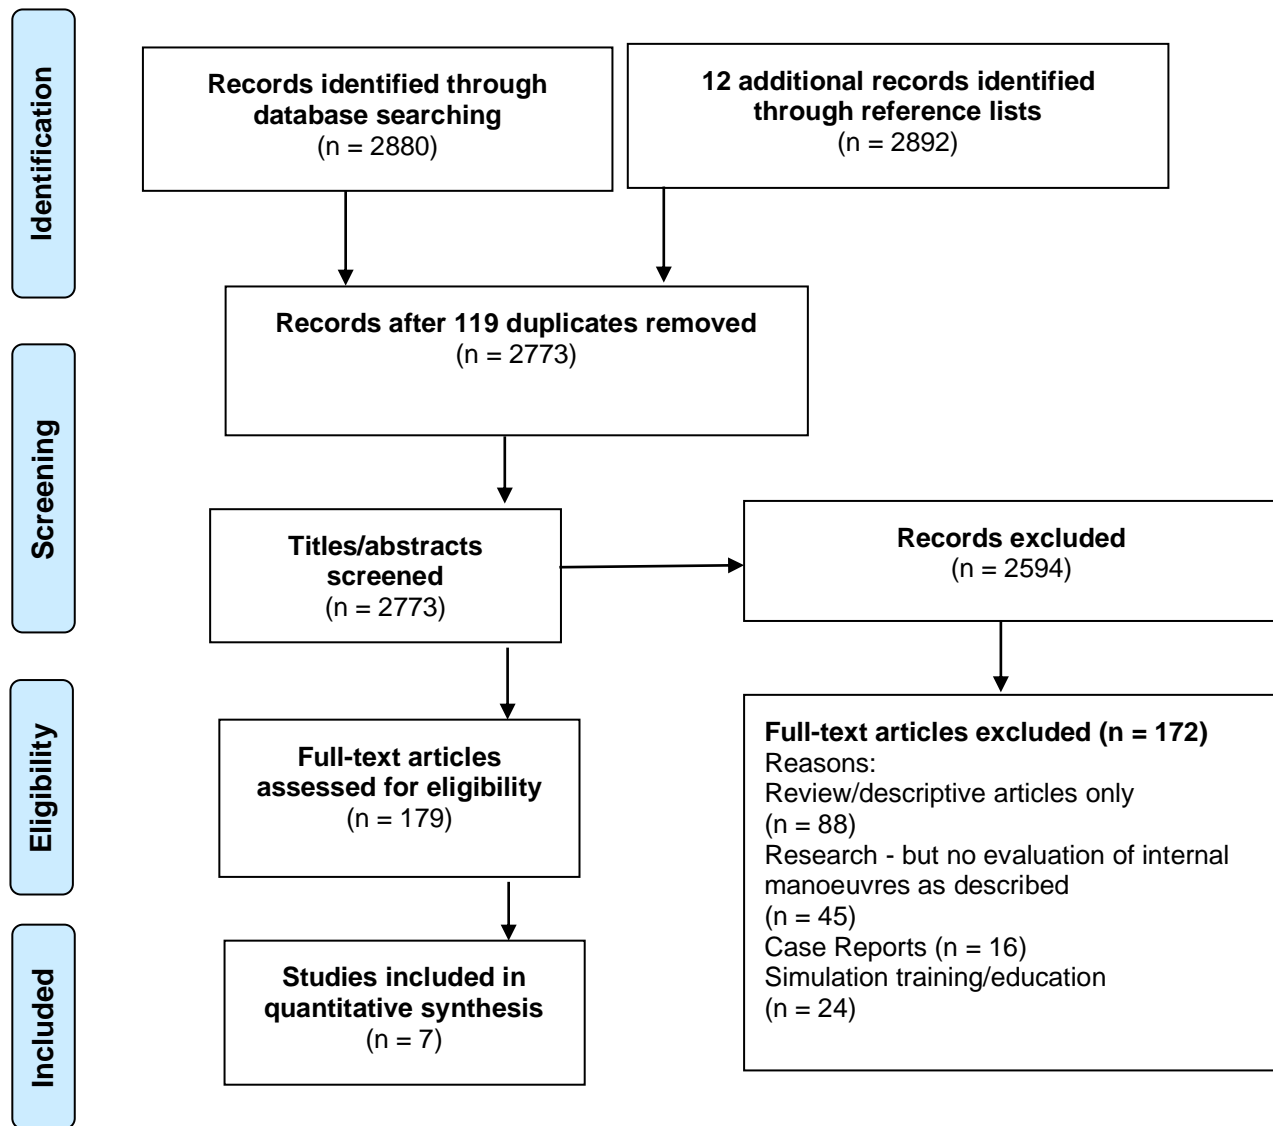 Identification
Records identified through
database searching
(n = 2880)
12 additional records identified
through reference lists
(n = 2892)
Records after 119 duplicates removed
(n = 2773)
Screening
Titles/abstracts
screened
(n = 2773)
Records excluded
(n = 2594)
Eligibility
Full-text articles
assessed for eligibility
(n = 179)
Full-text articles excluded (n = 172)
Reasons:
Review/descriptive articles only
(n = 88)
Research - but no evaluation of internal
manoeuvres as described
(n = 45)
Case Reports (n = 16)
Simulation training/education
(n = 24)
Included
Studies included in
quantitative synthesis
(n = 7)